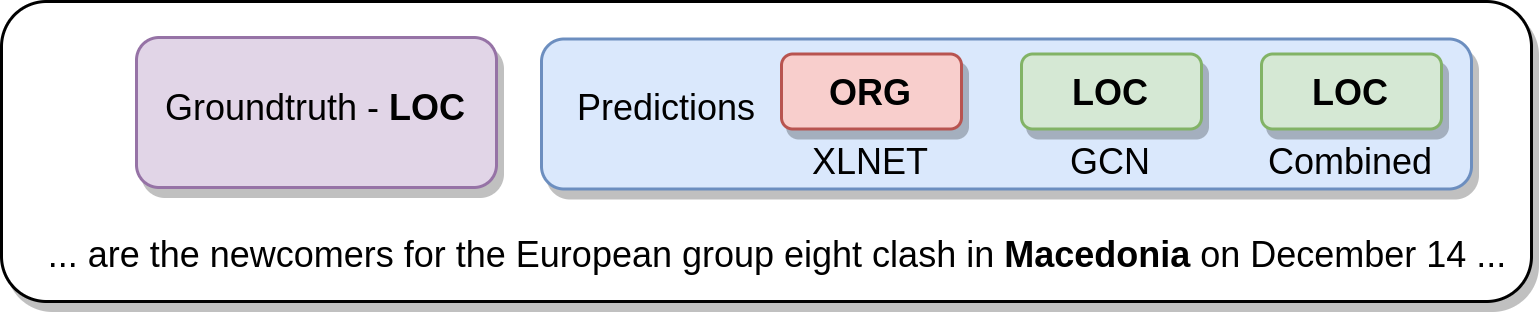 Groundtruth - LOC
Predictions
ORG
LOC
LOC
XLNET
GCN
Combined
... are the newcomers for the European group eight clash in Macedonia on December 14 ...